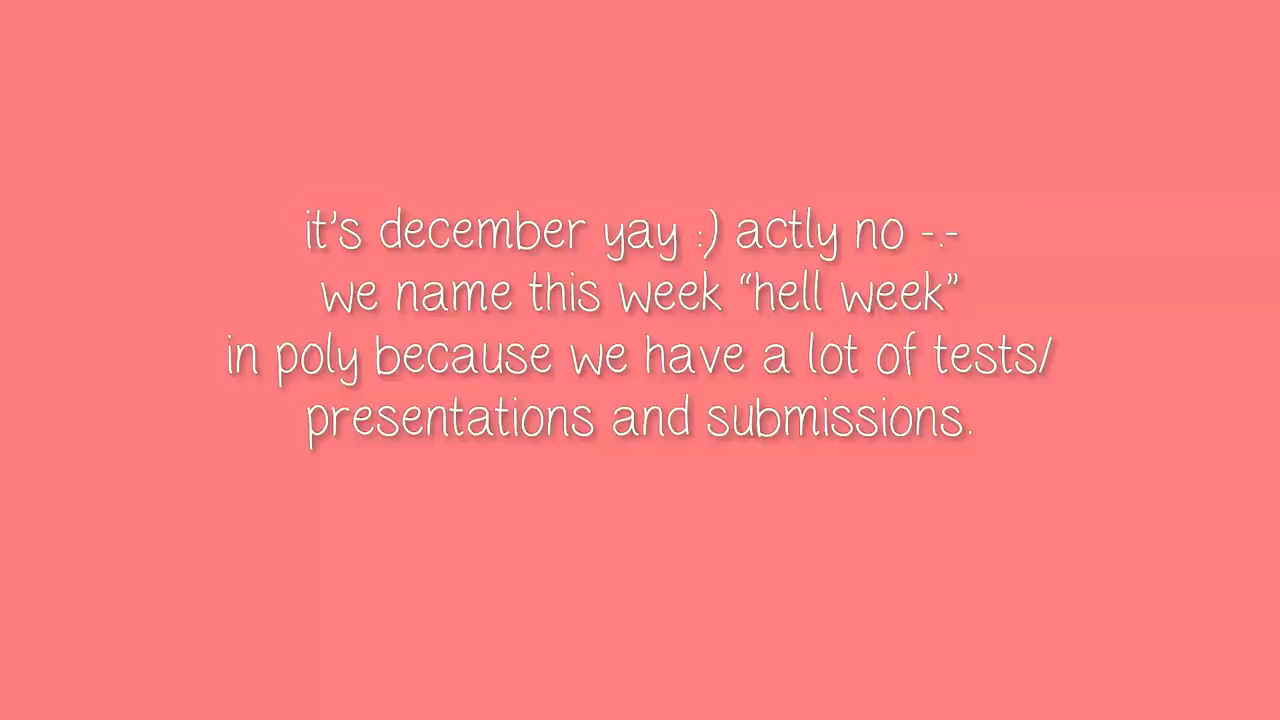 it's december yay :) actly no -.-
we name this week “hell week”
in poly because we have a lot of tests/
presentations and submissions.